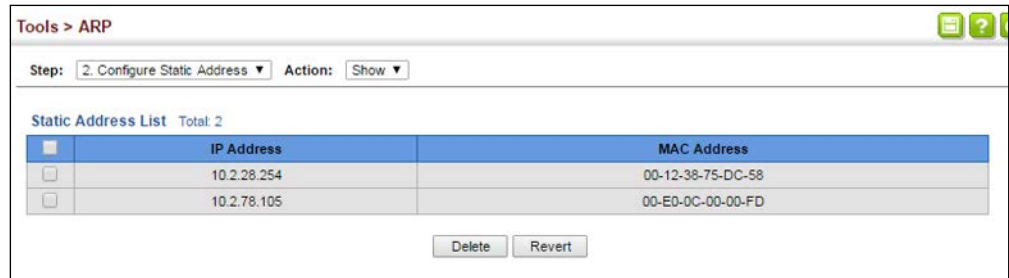 Tools > ARP
?
Step: 2. Configure Static Address ▼ Action: Show ▼
Static Address List Total: 2
IP Address MAC Address
10.2.28.254 00-12-38-75-DC-58
10.2.78.105 00-E0-0C-00-00-FD
Delete Revert